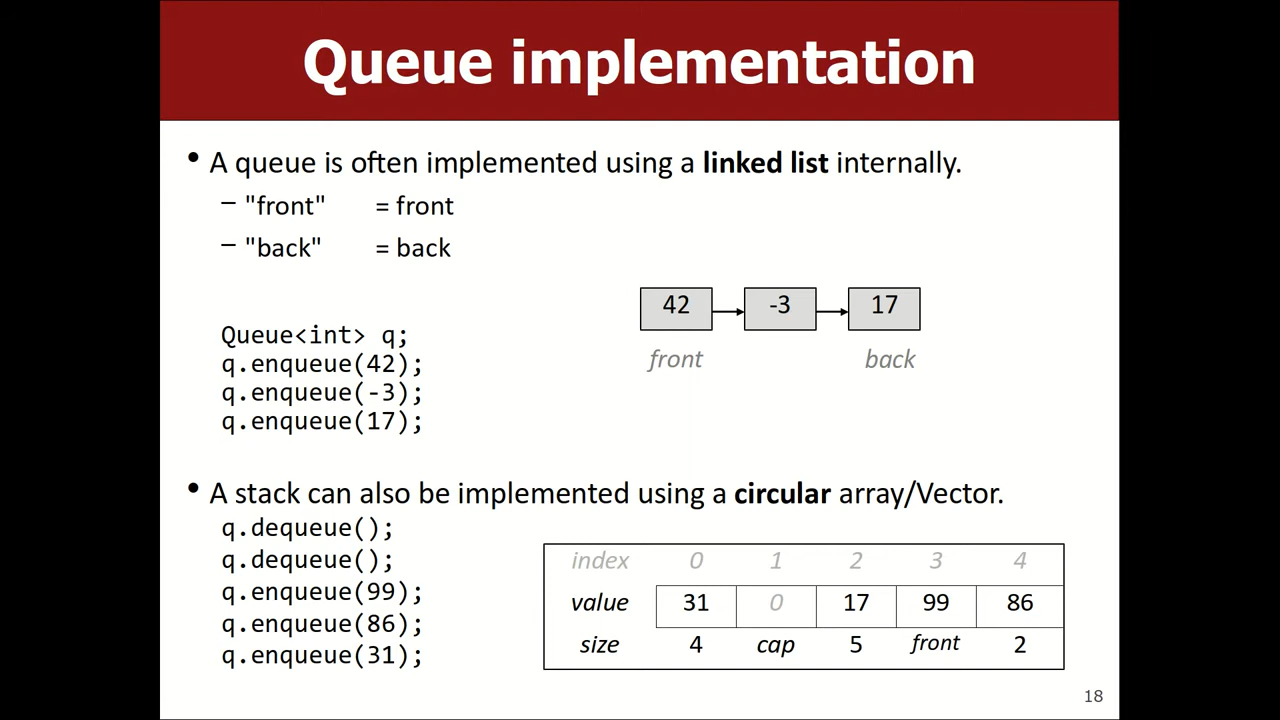 Queue implementation
• A queue is often implemented using a linked list internally.
– "front" = front
– "back" = back
42 -3 17
front back
Queue<int> q;
q.enqueue(42);
q.enqueue(-3);
q.enqueue(17);
• A stack can also be implemented using a circular array/Vector.
q.dequeue();
q.dequeue();
q.enqueue(99);
q.enqueue(86);
q.enqueue(31);
index 0 1 2 3 4
value 31 0 17 99 86
size 4 cap 5 front 2
18